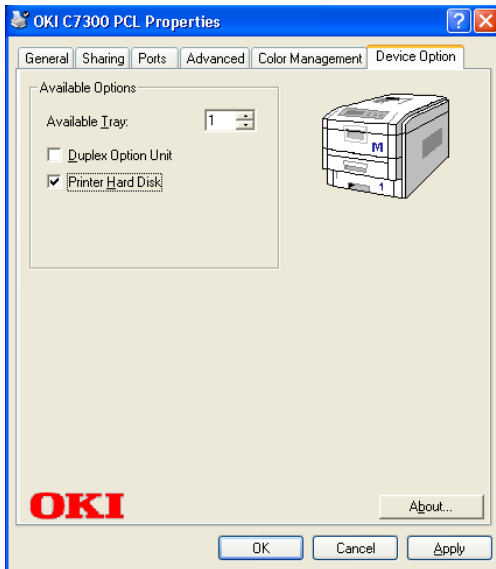 OKI C7300 PCL Properties
General Sharing Ports Advanced Color Management Device Option
Available Options
Available Tray: 1
Duplex Option Unit
Printer Hard Disk
M
1
OKI
About...
OK Cancel Apply